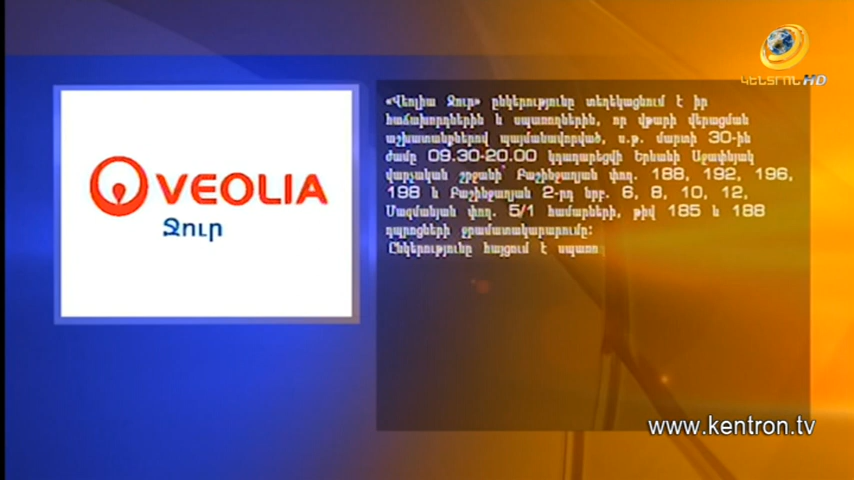 ԿԵՆՏՐՈՆ HD
VEOLIA
Ջուր
«Վեոլիա Ջուր» ընկերությունը տեղեկացնում է իր
հաճախորդներին և սպառողներին, որ վթարի վերացման
աշխատանքներով պայմանավորված, ս.թ. մարտի 30-ին
ժամը 09.30-20.00 կդադարեցվի Երևանի Աջափնյակ
վարչական շրջանի՝ Բաշինջաղյան փող. 188, 192, 196,
198 և Բաշինջաղյան 2-րդ նրբ. 6, 8, 10, 12,
Մազմանյան փող. 5/1 համարների, թիվ 185 և 188
դպրոցների ջրամատակարարումը:
Ընկերությունը հայցում է սպառող
www.kentron.tv